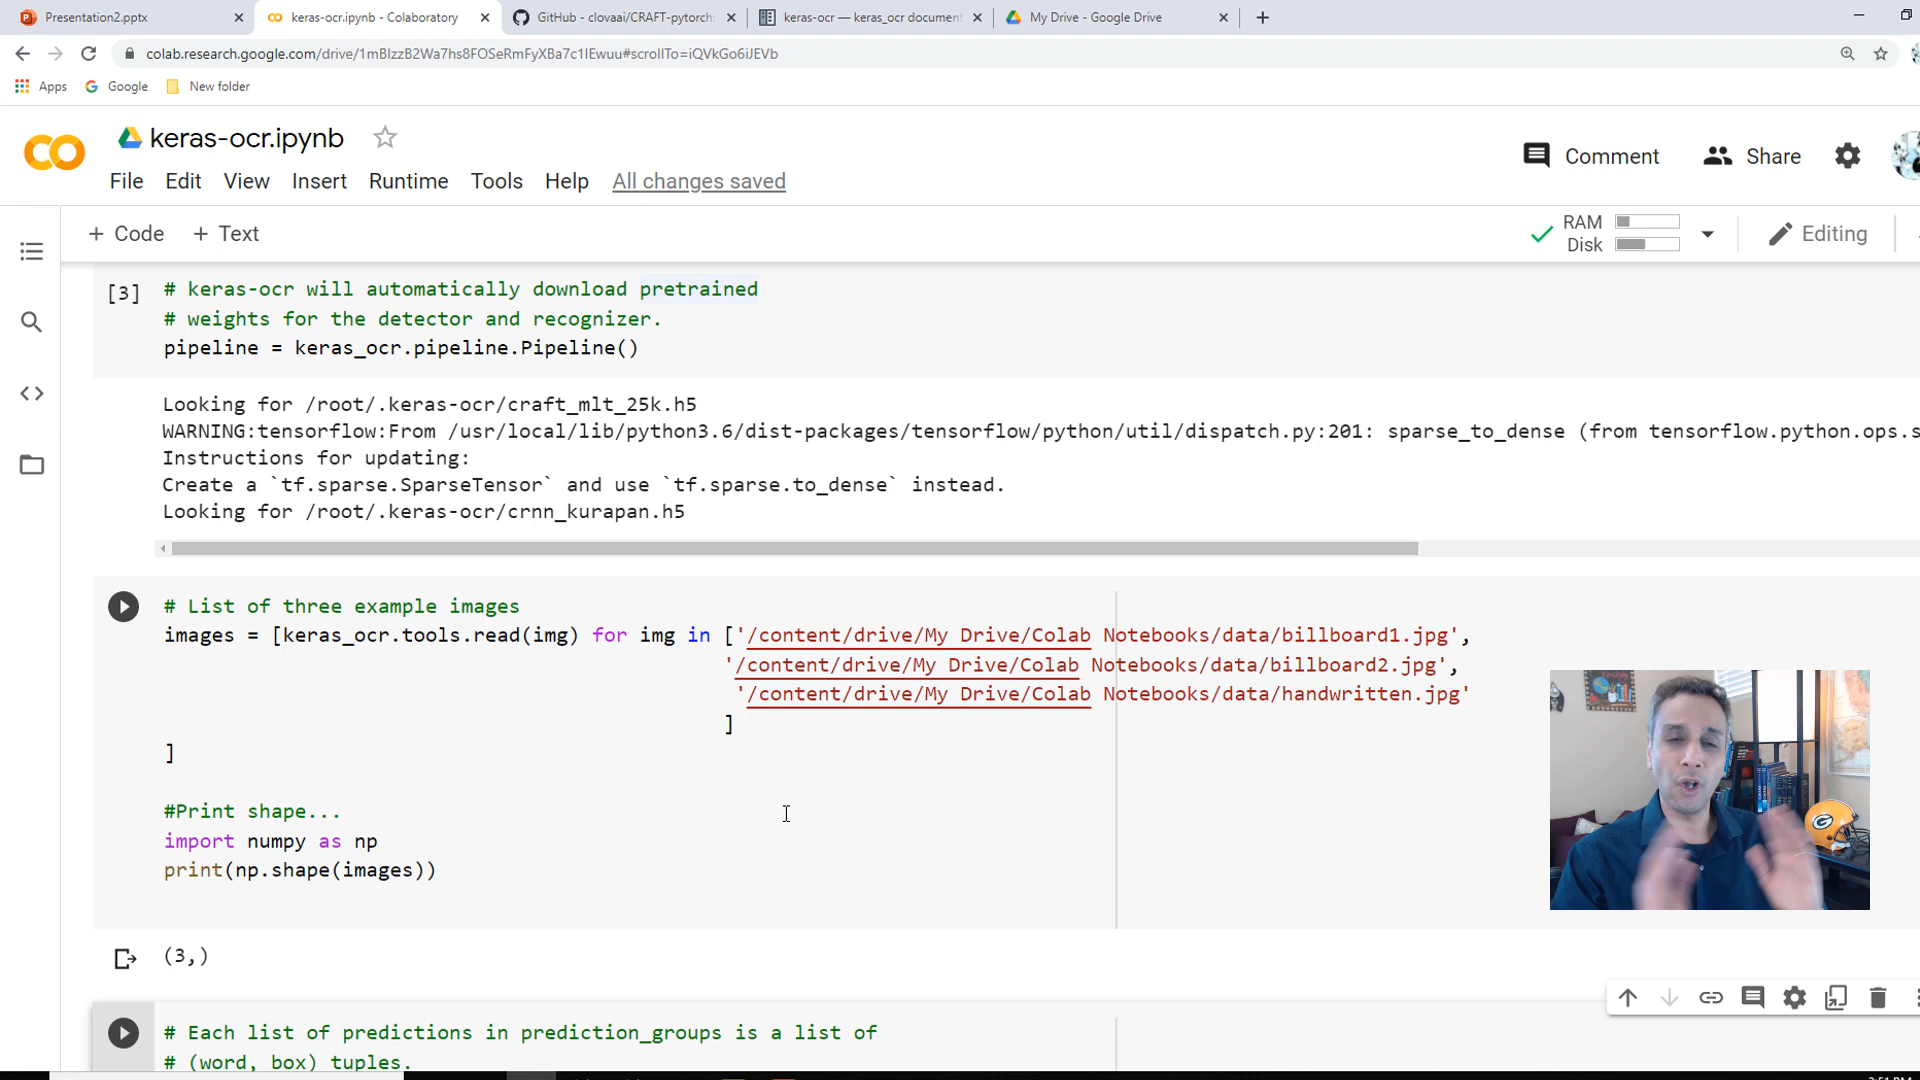 Presentation2.pptx
keras-ocr.ipynb - Colaboratory
GitHub - clovaai/CRAFT-pytorch:
keras-ocr — keras_ocr document
My Drive - Google Drive
colab.research.google.com/drive/1mBIzzB2Wa7hs8FOSeRmFyXBa7c1IEwuu#scrollTo=iQVkGo6iJEVb
Apps Google New folder
keras-ocr.ipynb
Comment Share
File Edit View Insert Runtime Tools Help All changes saved
+ Code + Text
RAM
Disk
Editing
[3] # keras-ocr will automatically download pretrained
# weights for the detector and recognizer.
pipeline = keras_ocr.pipeline.Pipeline()
Looking for /root/.keras-ocr/craft_mlt_25k.h5
WARNING:tensorflow:From /usr/local/lib/python3.6/dist-packages/tensorflow/python/util/dispatch.py:201: sparse_to_dense (from tensorflow.python.ops.s
Instructions for updating:
Create a `tf.sparse.SparseTensor` and use `tf.sparse.to_dense` instead.
Looking for /root/.keras-ocr/crnn_kurapan.h5
# List of three example images
images = [keras_ocr.tools.read(img) for img in ['/content/drive/My Drive/Colab Notebooks/data/billboard1.jpg',
'/content/drive/My Drive/Colab Notebooks/data/billboard2.jpg',
'/content/drive/My Drive/Colab Notebooks/data/handwritten.jpg'
]
]
#Print shape...
import numpy as np
print(np.shape(images))
(3,)
# Each list of predictions in prediction_groups is a list of
# (word, box) tuples.